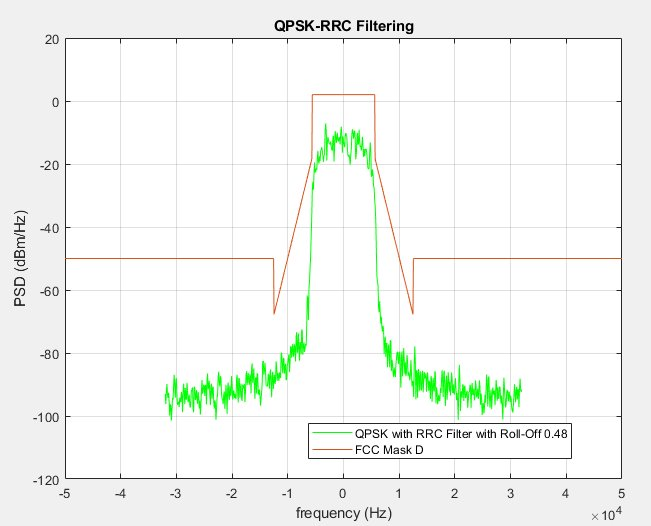 QPSK-RRC Filtering
20
0
-20
-40
-60
-80
-100
-120
PSD (dBm/Hz)
QPSK with RRC Filter with Roll-Off 0.48
FCC Mask D
-5 -4 -3 -2 -1 0 1 2 3 4 5
frequency (Hz)
×10⁴